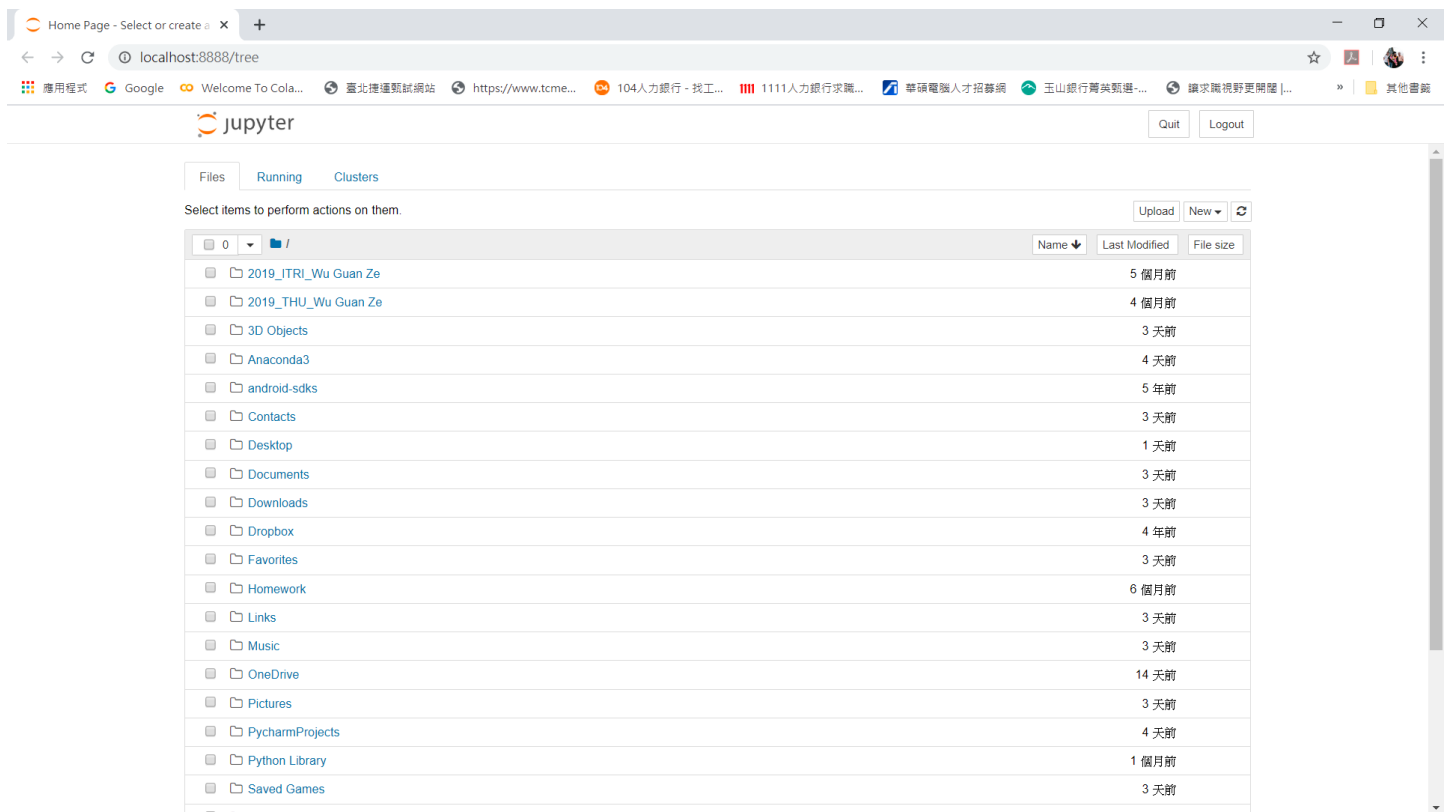 Home Page - Select or create a
localhost:8888/tree
應用程式 Google Welcome To Cola... 臺北捷運甄試網站 https://www.tcme... 104人力銀行 - 找工... 1111人力銀行求職... 華碩電腦人才招募網 玉山銀行菁英甄選-... 讓求職視野更開闊 |... » 其他書籤
jupyter Quit Logout
Files Running Clusters
Select items to perform actions on them. Upload New
0 / Name Last Modified File size
2019_ITRI_Wu Guan Ze 5 個月前
2019_THU_Wu Guan Ze 4 個月前
3D Objects 3 天前
Anaconda3 4 天前
android-sdks 5 年前
Contacts 3 天前
Desktop 1 天前
Documents 3 天前
Downloads 3 天前
Dropbox 4 年前
Favorites 3 天前
Homework 6 個月前
Links 3 天前
Music 3 天前
OneDrive 14 天前
Pictures 3 天前
PycharmProjects 4 天前
Python Library 1 個月前
Saved Games 3 天前